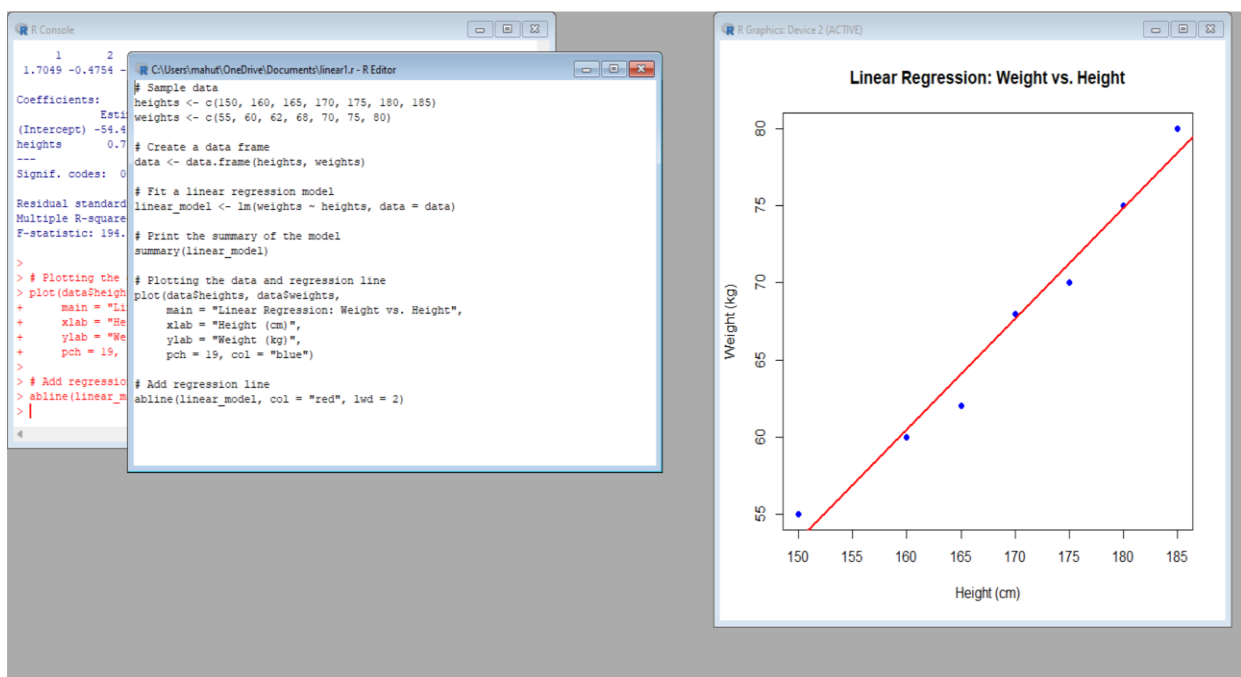 R Console
1 2
1.7049 -0.4754 -
Coefficients:
(Intercept) -54.4
heights 0.7
---
Signif. codes: 0
Residual standard
F-statistic: 194.
>
> # Plotting the
> plot(data$heigh
+ main = "Li
+ xlab = "He
+ ylab = "We
+ pch = 19,
>
> # Add regressio
> abline(linear_m
>
C:\Users\mahut\OneDrive\Documents\linear1.r - R Editor
# Sample data
heights <- c(150, 160, 165, 170, 175, 180, 185)
weights <- c(55, 60, 62, 68, 70, 75, 80)
# Create a data frame
data <- data.frame(heights, weights)
# Fit a linear regression model
linear_model <- lm(weights ~ heights, data = data)
# Print the summary of the model
summary(linear_model)
# Plotting the data and regression line
plot(data$heights, data$weights,
main = "Linear Regression: Weight vs. Height",
xlab = "Height (cm)",
ylab = "Weight (kg)",
pch = 19, col = "blue")
# Add regression line
abline(linear_model, col = "red", lwd = 2)
R Graphics: Device 2 (ACTIVE)
Linear Regression: Weight vs. Height
80
75
70
65
60
55
Weight (kg)
150 155 160 165 170 175 180 185
Height (cm)